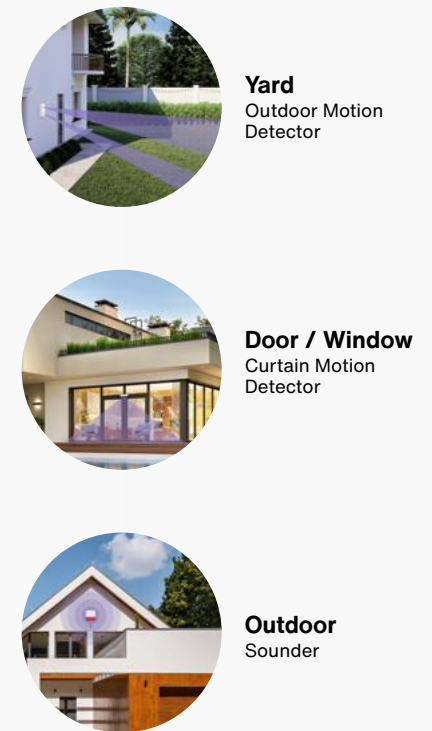 Yard
Outdoor Motion
Detector
Door / Window
Curtain Motion
Detector
Outdoor
Sounder